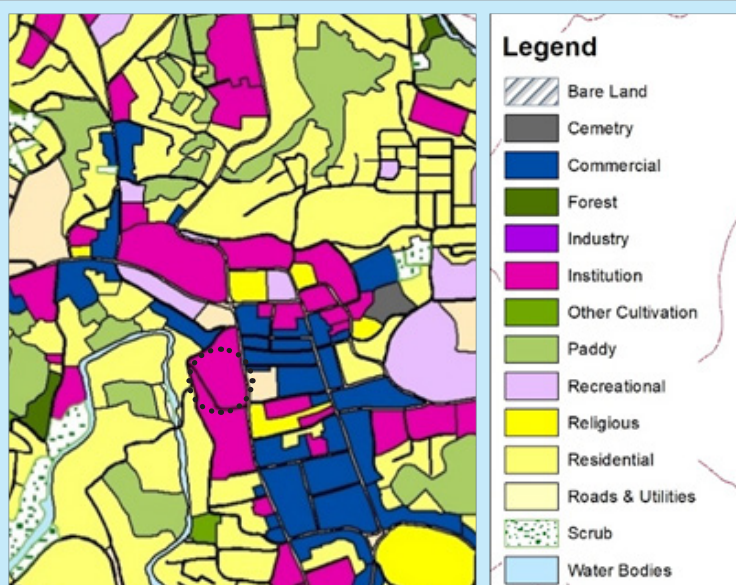 Legend
Bare Land
Cemetry
Commercial
Forest
Industry
Institution
Other Cultivation
Paddy
Recreational
Religious
Residential
Roads & Utilities
Scrub
Water Bodies